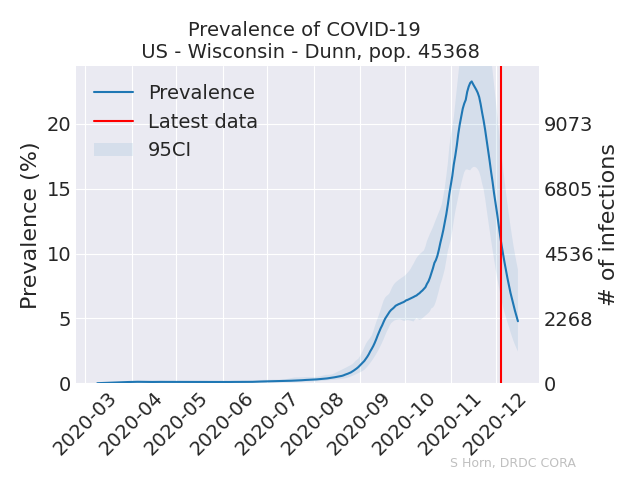 Prevalence of COVID-19
US - Wisconsin - Dunn, pop. 45368
Prevalence
Latest data
95CI
Prevalence (%)
20
15
10
5
0
9073
6805
4536
2268
0
# of infections
2020-03
2020-04
2020-05
2020-06
2020-07
2020-08
2020-09
2020-10
2020-11
2020-12
S Horn, DRDC CORA